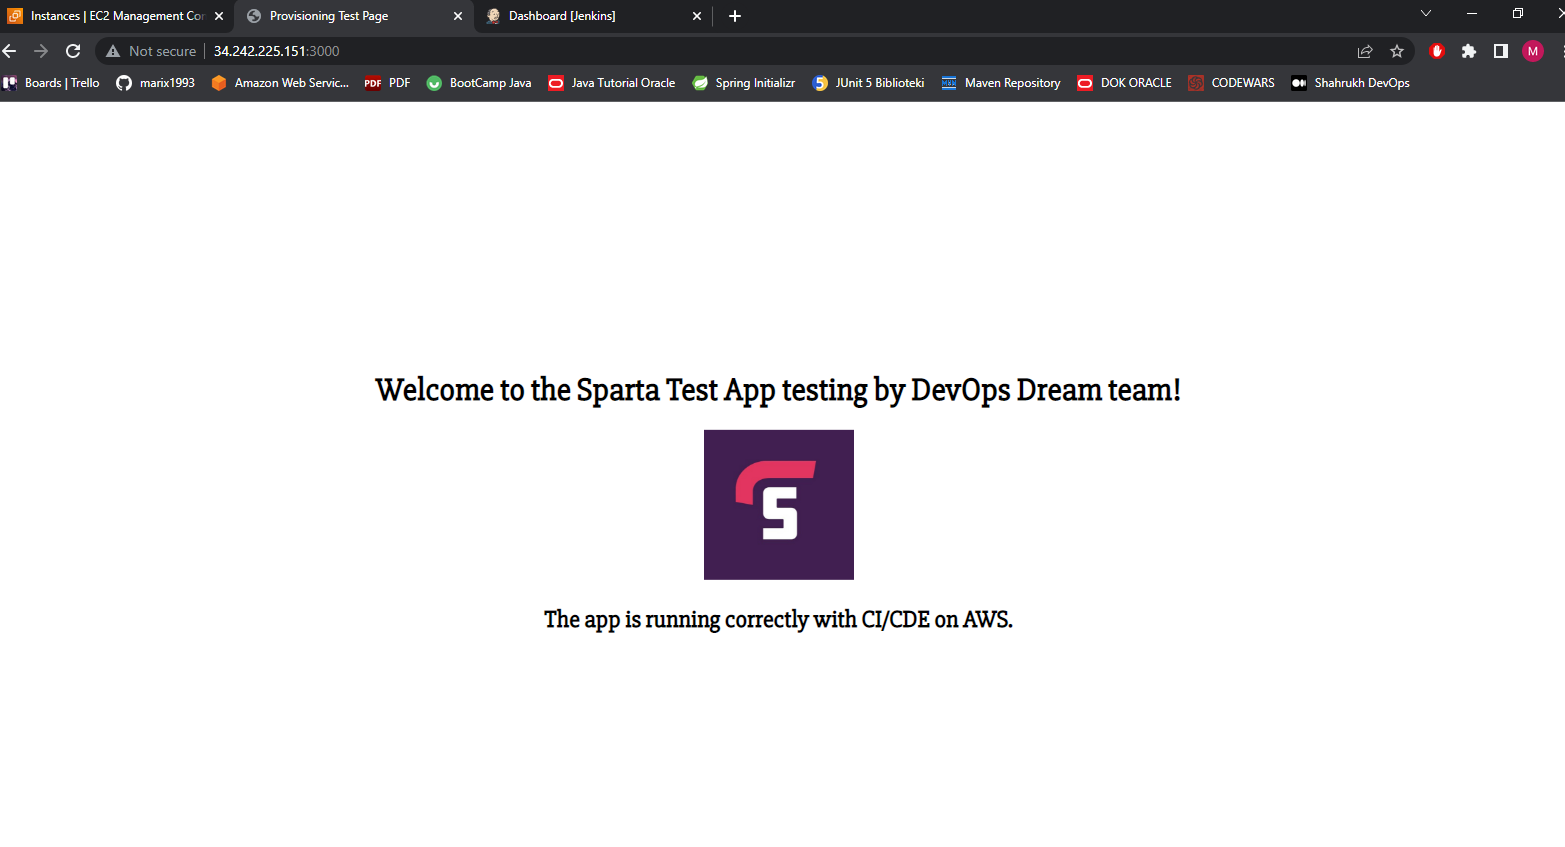 Instances | EC2 Management Cor
Provisioning Test Page
Dashboard [Jenkins]
Not secure
34.242.225.151:3000
M
Boards | Trello
marix1993
Amazon Web Servic...
PDF PDF
BootCamp Java
Java Tutorial Oracle
Spring Initializr
5 JUnit 5 Biblioteki
Maven Repository
DOK ORACLE
CODEWARS
Shahrukh DevOps
Welcome to the Sparta Test App testing by DevOps Dream team!
S
The app is running correctly with CI/CDE on AWS.